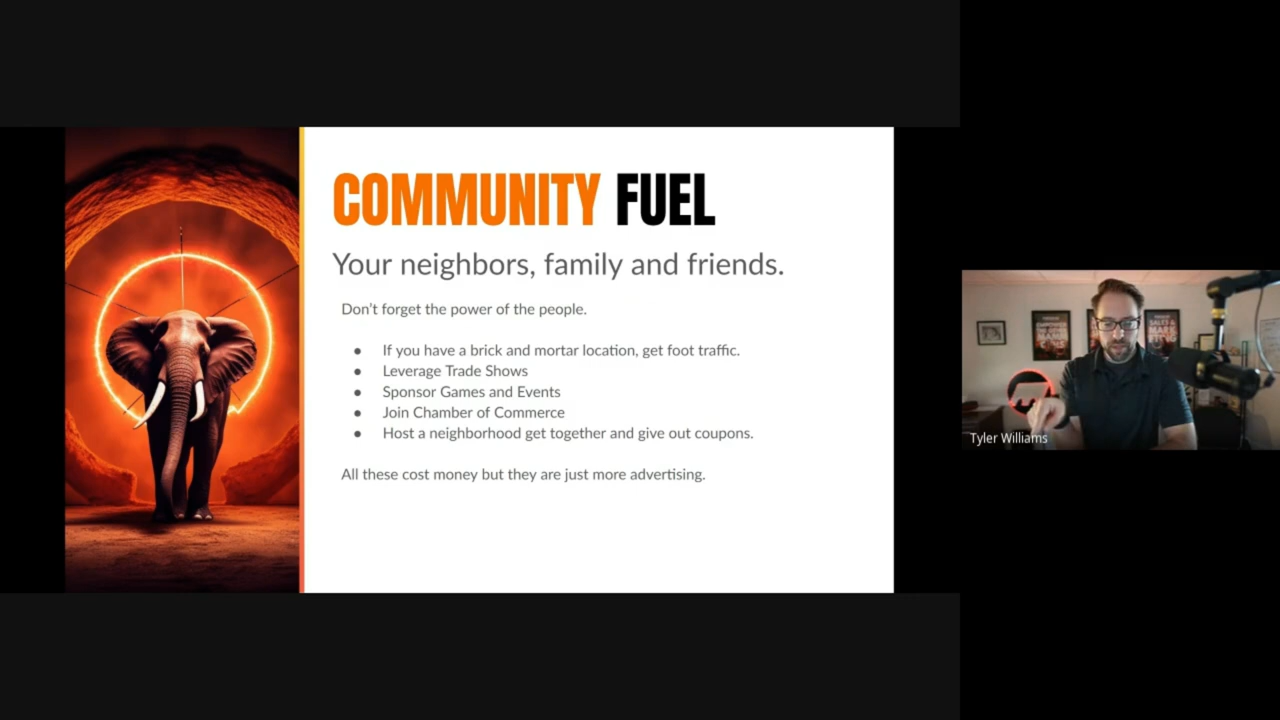 COMMUNITY FUEL
Your neighbors, family and friends.
Don't forget the power of the people.
● If you have a brick and mortar location, get foot traffic.
● Leverage Trade Shows
● Sponsor Games and Events
● Join Chamber of Commerce
● Host a neighborhood get together and give out coupons.
All these cost money but they are just more advertising.
SALES &
Tyler Williams